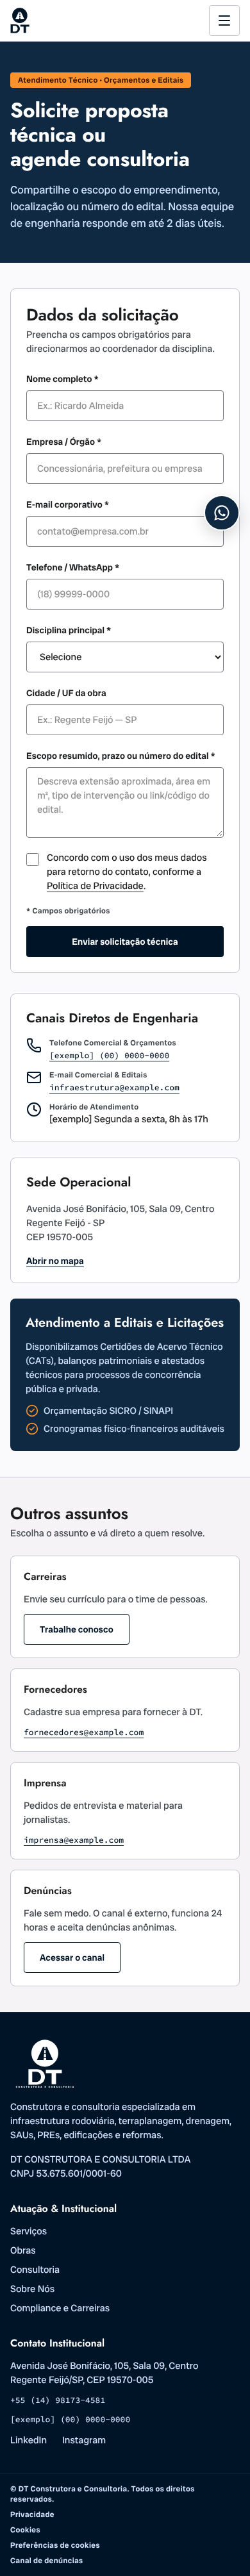 DT
Atendimento Técnico · Orçamentos e Editais
Solicite proposta
técnica ou
agende consultoria
Compartilhe o escopo do empreendimento,
localização ou número do edital. Nossa equipe
de engenharia responde em até 2 dias úteis.
Dados da solicitação
Preencha os campos obrigatórios para
direcionarmos ao coordenador da disciplina.
Nome completo *
Ex.: Ricardo Almeida
Empresa / Órgão *
Concessionária, prefeitura ou empresa
E-mail corporativo *
contato@empresa.com.br
Telefone / WhatsApp *
(18) 99999-0000
Disciplina principal *
Selecione
Cidade / UF da obra
Ex.: Regente Feijó — SP
Escopo resumido, prazo ou número do edital *
Descreva extensão aproximada, área em
m², tipo de intervenção ou link/código do
edital.
Concordo com o uso dos meus dados
para retorno do contato, conforme a
Política de Privacidade.
* Campos obrigatórios
Enviar solicitação técnica
Canais Diretos de Engenharia
Telefone Comercial & Orçamentos
[exemplo] (00) 0000-0000
E-mail Comercial & Editais
infraestrutura@example.com
Horário de Atendimento
[exemplo] Segunda a sexta, 8h às 17h
Sede Operacional
Avenida José Bonifácio, 105, Sala 09, Centro
Regente Feijó - SP
CEP 19570-005
Abrir no mapa
Atendimento a Editais e Licitações
Disponibilizamos Certidões de Acervo Técnico
(CATs), balanços patrimoniais e atestados
técnicos para processos de concorrência
pública e privada.
Orçamentação SICRO / SINAPI
Cronogramas físico-financeiros auditáveis
Outros assuntos
Escolha o assunto e vá direto a quem resolve.
Carreiras
Envie seu currículo para o time de pessoas.
Trabalhe conosco
Fornecedores
Cadastre sua empresa para fornecer à DT.
fornecedores@example.com
Imprensa
Pedidos de entrevista e material para
jornalistas.
imprensa@example.com
Denúncias
Fale sem medo. O canal é externo, funciona 24
horas e aceita denúncias anônimas.
Acessar o canal
DT
CONSTRUTORA E CONSULTORIA
Construtora e consultoria especializada em
infraestrutura rodoviária, terraplanagem, drenagem,
SAUs, PREs, edificações e reformas.
DT CONSTRUTORA E CONSULTORIA LTDA
CNPJ 53.675.601/0001-60
Atuação & Institucional
Serviços
Obras
Consultoria
Sobre Nós
Compliance e Carreiras
Contato Institucional
Avenida José Bonifácio, 105, Sala 09, Centro
Regente Feijó/SP, CEP 19570-005
+55 (14) 98173-4581
[exemplo] (00) 0000-0000
LinkedIn Instagram
© DT Construtora e Consultoria. Todos os direitos
reservados.
Privacidade
Cookies
Preferências de cookies
Canal de denúncias